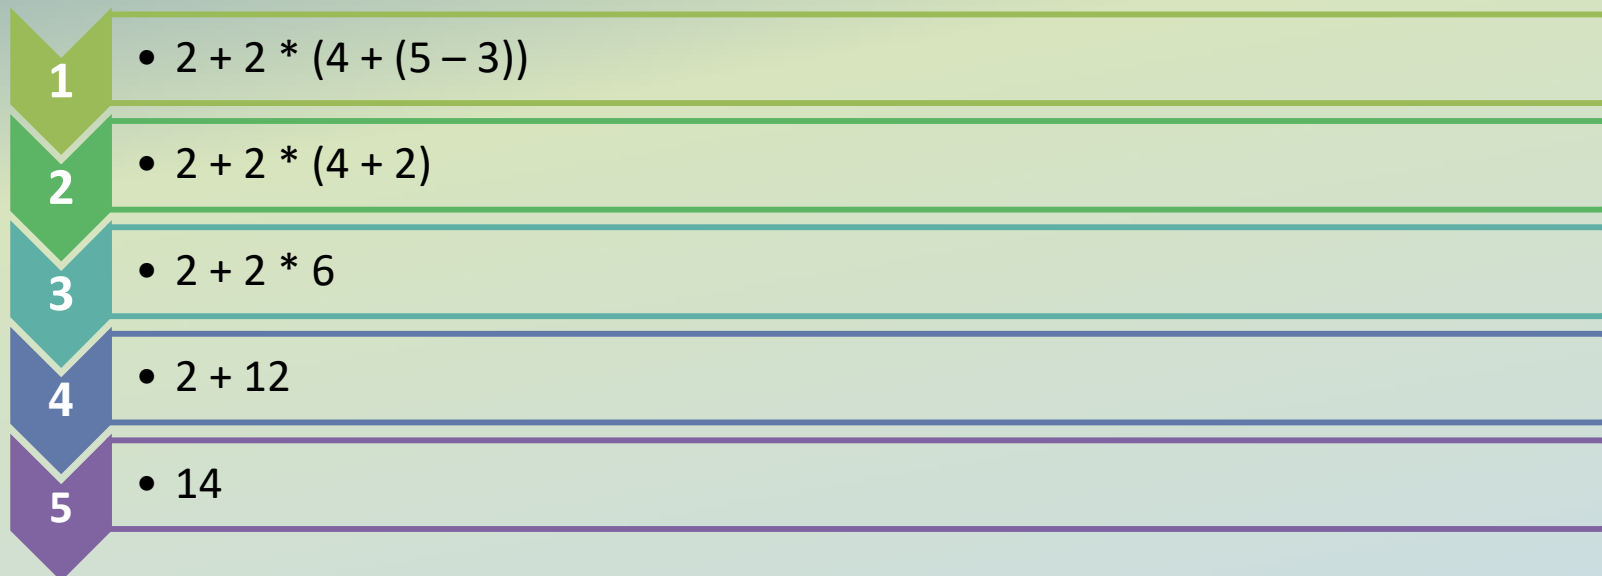 1
• 2 + 2 * (4 + (5 – 3))
2
• 2 + 2 * (4 + 2)
3
• 2 + 2 * 6
4
• 2 + 12
5
• 14